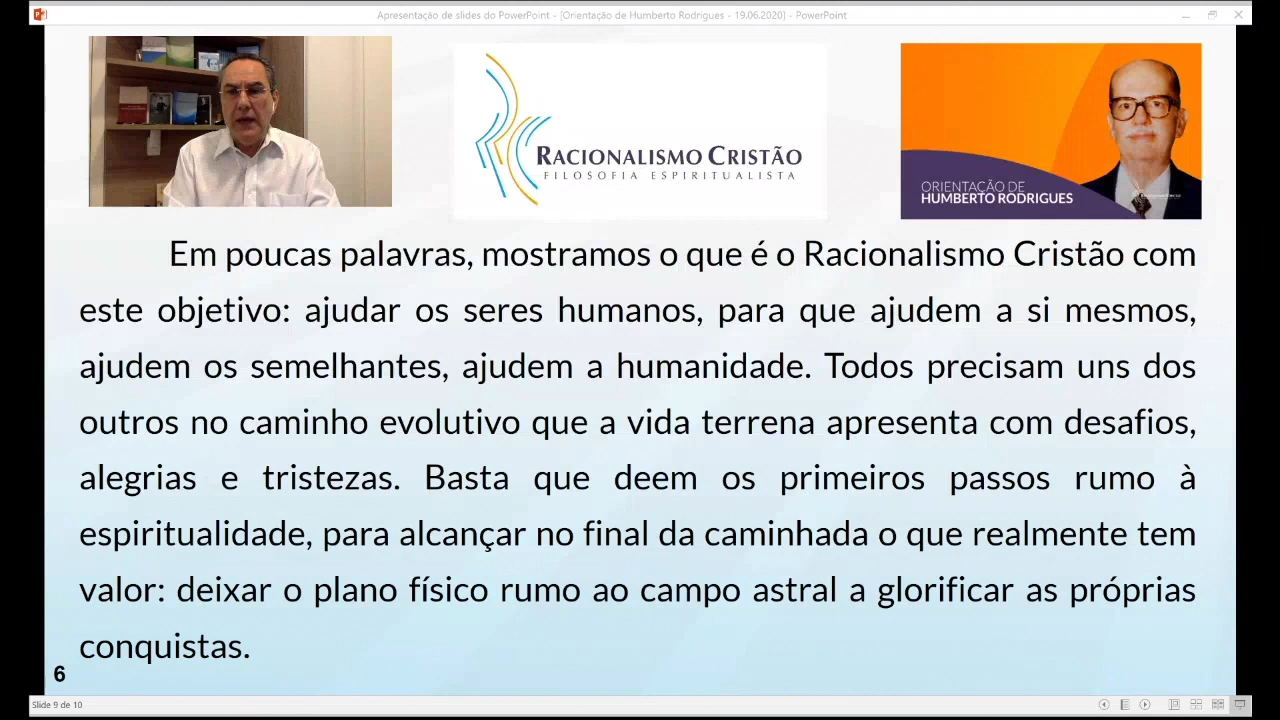 Apresentação de slides do PowerPoint - [Orientação de Humberto Rodrigues - 19.06.2020] - PowerPoint
RACIONALISMO CRISTÃO
FILOSOFIA ESPIRITUALISTA
ORIENTAÇÃO DE
HUMBERTO RODRIGUES
Em poucas palavras, mostramos o que é o Racionalismo Cristão com
este objetivo: ajudar os seres humanos, para que ajudem a si mesmos,
ajudem os semelhantes, ajudem a humanidade. Todos precisam uns dos
outros no caminho evolutivo que a vida terrena apresenta com desafios,
alegrias e tristezas. Basta que deem os primeiros passos rumo à
espiritualidade, para alcançar no final da caminhada o que realmente tem
valor: deixar o plano físico rumo ao campo astral a glorificar as próprias
conquistas.
6
Slide 9 de 10